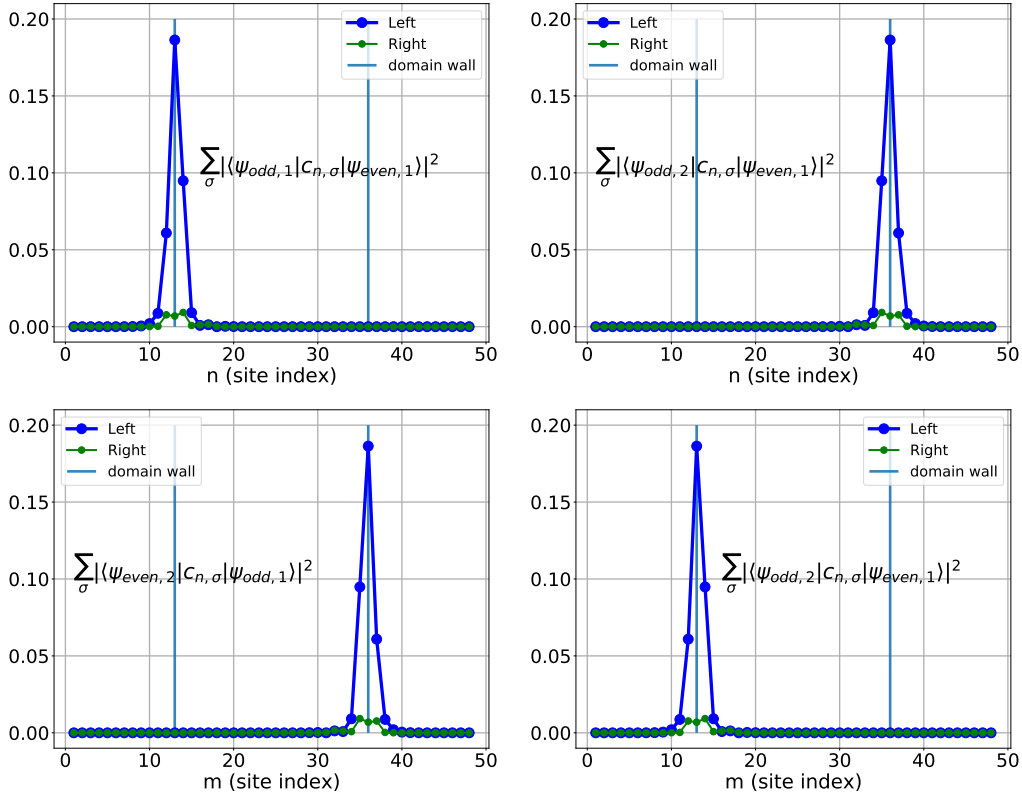 0.20
0.15
0.10
0.05
0.00
Left
Right
domain wall
∑σ|⟨ψodd,1|cn,σ|ψeven,1⟩|²
0 10 20 30 40 50
n (site index)
0.20
0.15
0.10
0.05
0.00
Left
Right
domain wall
∑σ|⟨ψodd,2|cn,σ|ψeven,1⟩|²
0 10 20 30 40 50
n (site index)
0.20
0.15
0.10
0.05
0.00
Left
Right
domain wall
∑σ|⟨ψeven,2|cn,σ|ψodd,1⟩|²
0 10 20 30 40 50
m (site index)
0.20
0.15
0.10
0.05
0.00
Left
Right
domain wall
∑σ|⟨ψodd,2|cn,σ|ψeven,1⟩|²
0 10 20 30 40 50
m (site index)